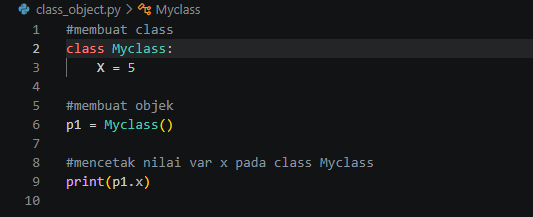 class_object.py > Myclass
1 #membuat class
2 class Myclass:
3     X = 5
4
5 #membuat objek
6 p1 = Myclass()
7
8 #mencetak nilai var x pada class Myclass
9 print(p1.x)
10